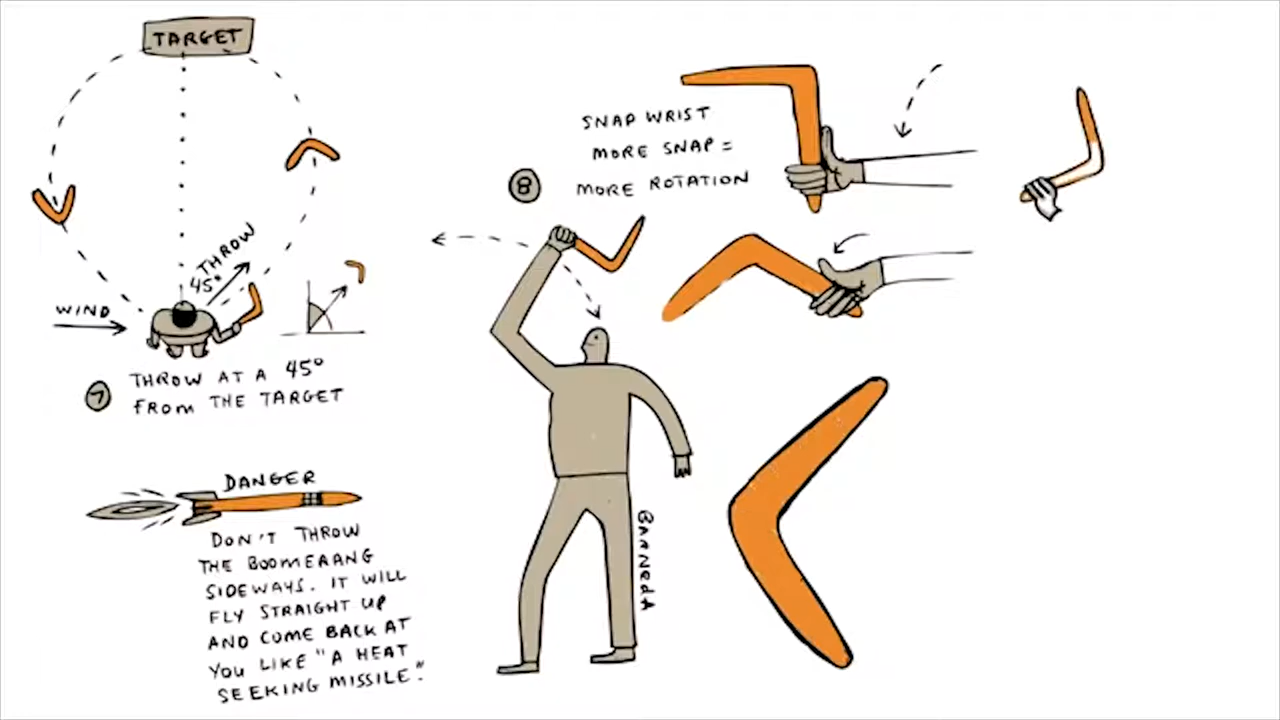 TARGET
THROW
45°
WIND
7
THROW AT A 45°
FROM THE TARGET
DANGER
DON'T THROW
THE BOOMERANG
SIDEWAYS. IT WILL
FLY STRAIGHT UP
AND COME BACK AT
YOU LIKE "A HEAT
SEEKING MISSILE."
8
SNAP WRIST
MORE SNAP =
MORE ROTATION